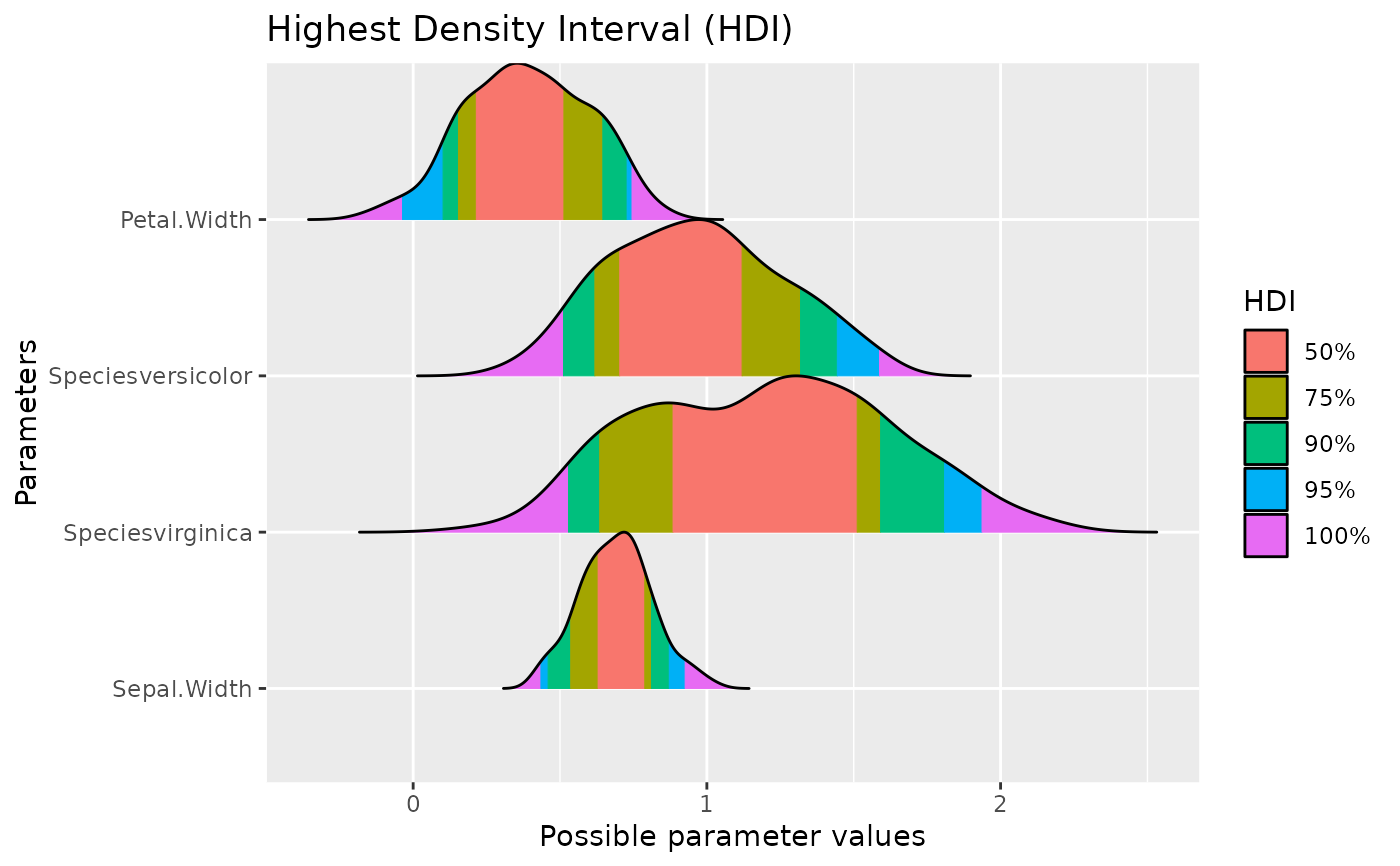 Highest Density Interval (HDI)
Parameters
Petal.Width
Speciesversicolor
Speciesvirginica
Sepal.Width
0
1
2
Possible parameter values
HDI
50%
75%
90%
95%
100%